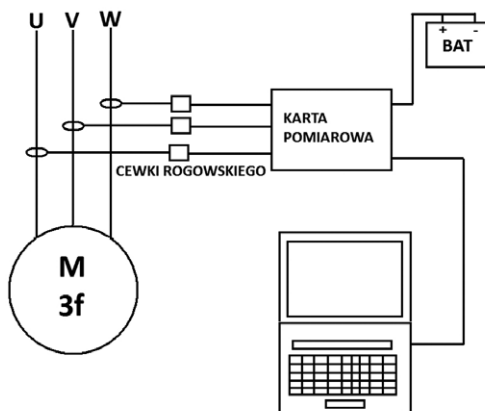 U V W
+ -
BAT
KARTA
POMIAROWA
CEWKI ROGOWSKIEGO
M
3f